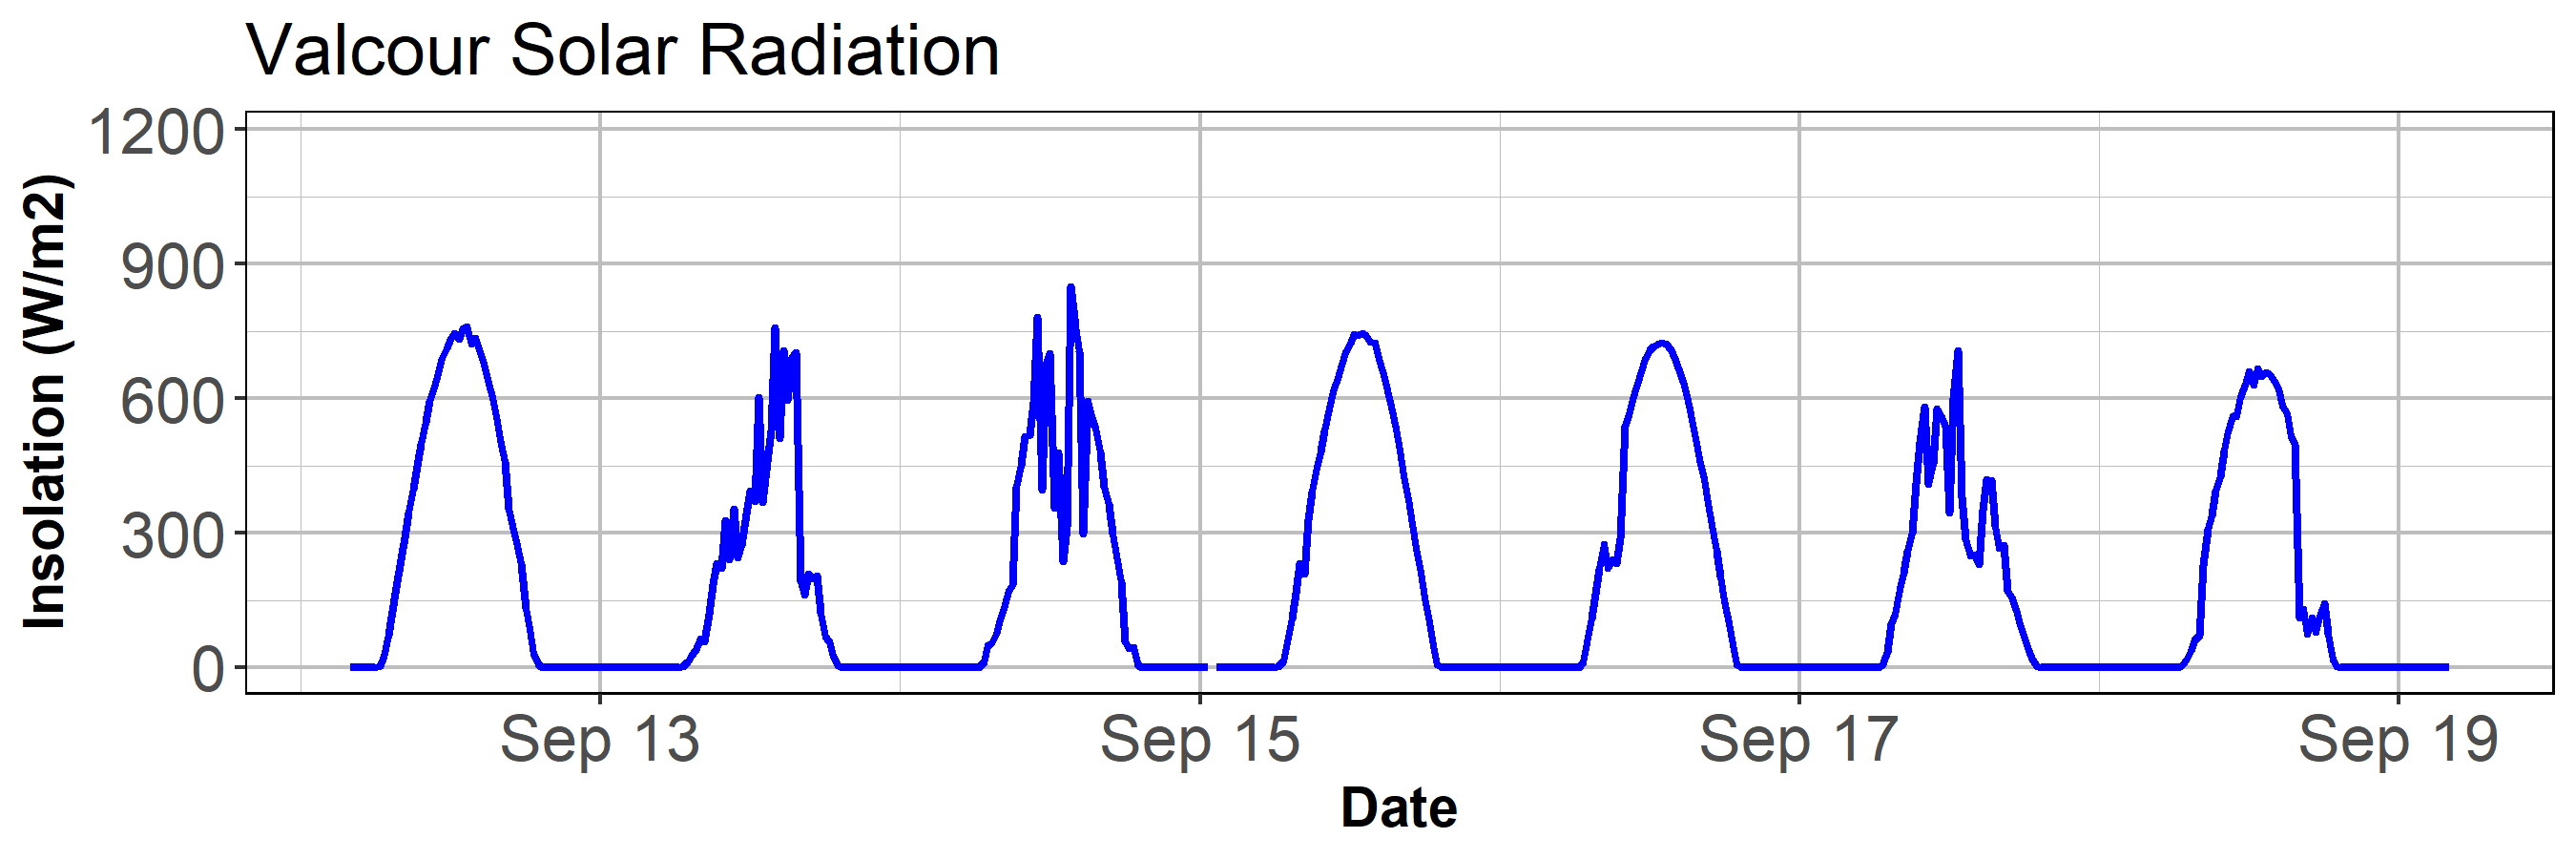 Valcour Solar Radiation
1200
900
600
300
0
Insolation (W/m2)
Sep 13
Sep 15
Sep 17
Sep 19
Date